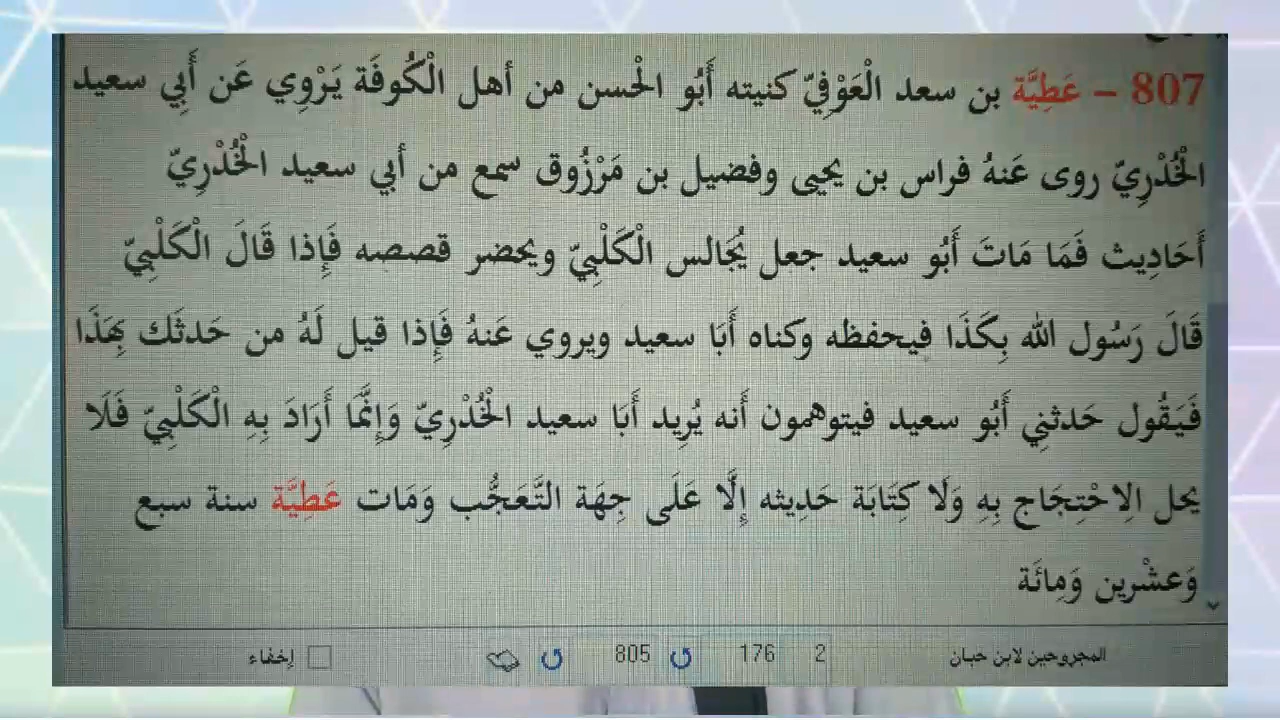 807 - عَطِيَّة بن سعد الْعَوْفِيّ كنيته أَبُو الْحسن من أهل الْكُوفَة يَرْوِي عَن أَبِي سعيد
الْخُدْرِيّ روى عَنهُ فراس بن يحيى وفضيل بن مَرْزُوق سمع من أبي سعيد الْخُدْرِيّ
أَحَادِيث فَمَا مَاتَ أَبُو سعيد جعل يُجَالس الْكَلْبِيّ ويحضر قصصه فَإِذا قَالَ الْكَلْبِيّ
قَالَ رَسُول الله بِكَذَا فيحفظه وكناه أَبَا سعيد ويروي عَنهُ فَإِذا قيل لَهُ من حَدثَك بِهَذَا
فَيَقُول حَدثنِي أَبُو سعيد فيتوهمون أَنه يُرِيد أَبَا سعيد الْخُدْرِيّ وَإِنَّمَا أَرَادَ بِهِ الْكَلْبِيّ فَلَا
يحل الِاحْتِجَاج بِهِ وَلَا كِتَابَة حَدِيثه إِلَّا عَلَى جِهَة التَّعَجُّب وَمَات عَطِيَّة سنة سبع
وَعشْرين وَمِائَة
المجروحين لابن حبان 2 176 805 إخفاء